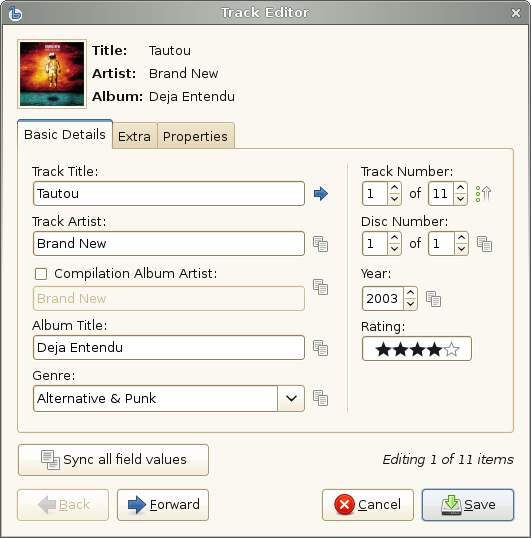 Track Editor
Title: Tautou
Artist: Brand New
Album: Deja Entendu
Basic Details Extra Properties
Track Title:
Tautou
Track Artist:
Brand New
Compilation Album Artist:
Brand New
Album Title:
Deja Entendu
Genre:
Alternative & Punk
Track Number:
1 of 11
Disc Number:
1 of 1
Year:
2003
Rating:
Sync all field values
Editing 1 of 11 items
Back Forward Cancel Save